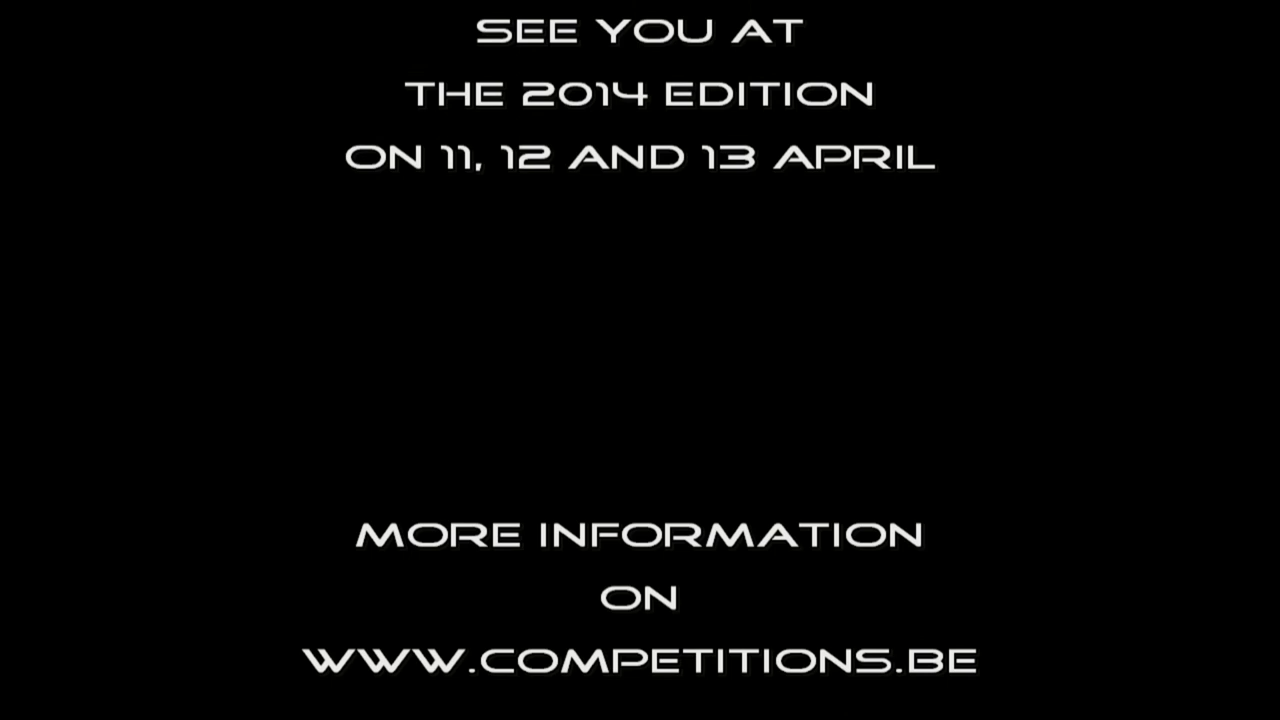 SEE YOU AT
THE 2014 EDITION
ON 11, 12 AND 13 APRIL
MORE INFORMATION
ON
WWW.COMPETITIONS.BE